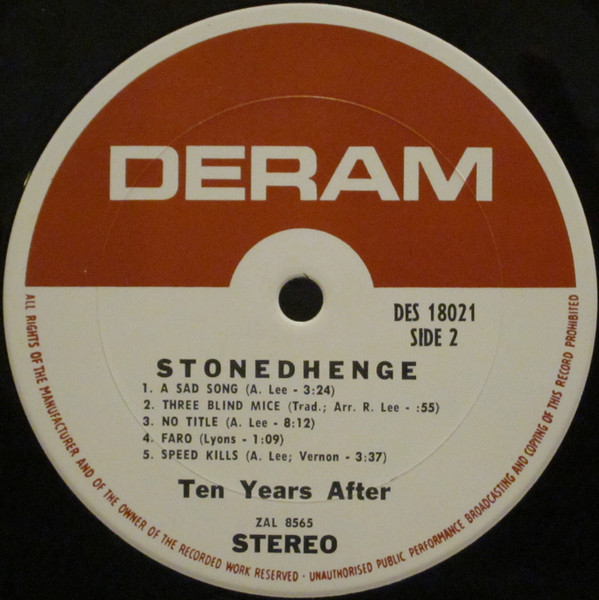 DERAM
DES 18021
SIDE 2
STONEDHENGE
1. A SAD SONG (A. Lee - 3:24)
2. THREE BLIND MICE (Trad.; Arr. R. Lee - :55)
3. NO TITLE (A. Lee - 8:12)
4. FARO (Lyons - 1:09)
5. SPEED KILLS (A. Lee; Vernon - 3:37)
Ten Years After
ZAL 8565
STEREO
ALL RIGHTS OF THE MANUFACTURER AND OF THE OWNER OF THE RECORDED WORK RESERVED · UNAUTHORISED PUBLIC PERFORMANCE BROADCASTING AND COPYING OF THIS RECORD PROHIBITED